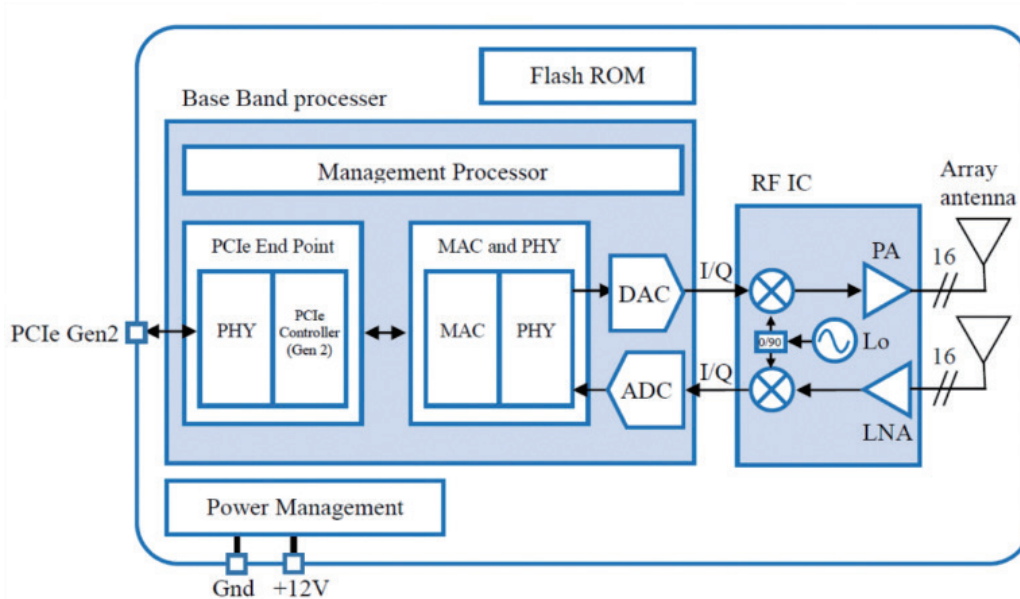 Flash ROM
Base Band processer
Management Processor
RF IC
Array
antenna
PCIe End Point
MAC and PHY
PA
16
I/Q
DAC
PCIe Gen2
PHY
PCIe
Controller
(Gen 2)
MAC
PHY
0/90
Lo
16
I/Q
ADC
LNA
Power Management
Gnd
+12V